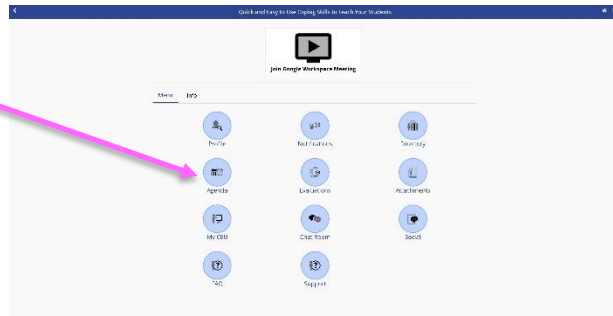 Quick and Easy to Use Coping Skills to Teach Your Students
Join Google Workspace Meeting
Menu Info
Profile Notifications Directory
Agenda Evaluations Attachments
My CEU Chat Room Social
FAQ Support